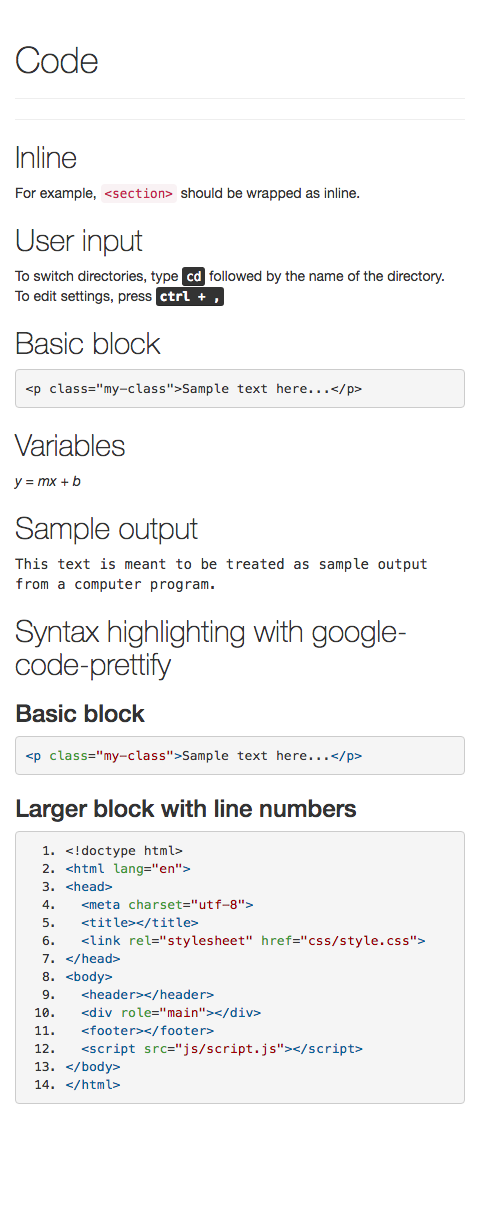 Code
Inline
For example, <section> should be wrapped as inline.
User input
To switch directories, type cd followed by the name of the directory.
To edit settings, press ctrl + ,
Basic block
<p class="my-class">Sample text here...</p>
Variables
y = mx + b
Sample output
This text is meant to be treated as sample output
from a computer program.
Syntax highlighting with google-
code-prettify
Basic block
<p class="my-class">Sample text here...</p>
Larger block with line numbers
1. <!doctype html>
2. <html lang="en">
3. <head>
4.   <meta charset="utf-8">
5.   <title></title>
6.   <link rel="stylesheet" href="css/style.css">
7. </head>
8. <body>
9.   <header></header>
10.   <div role="main"></div>
11.   <footer></footer>
12.   <script src="js/script.js"></script>
13. </body>
14. </html>